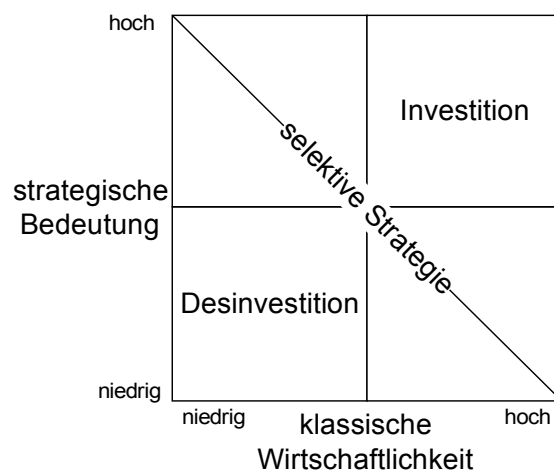 hoch
Investition
selektive Strategie
strategische
Bedeutung
Desinvestition
niedrig
niedrig
klassische
hoch
Wirtschaftlichkeit